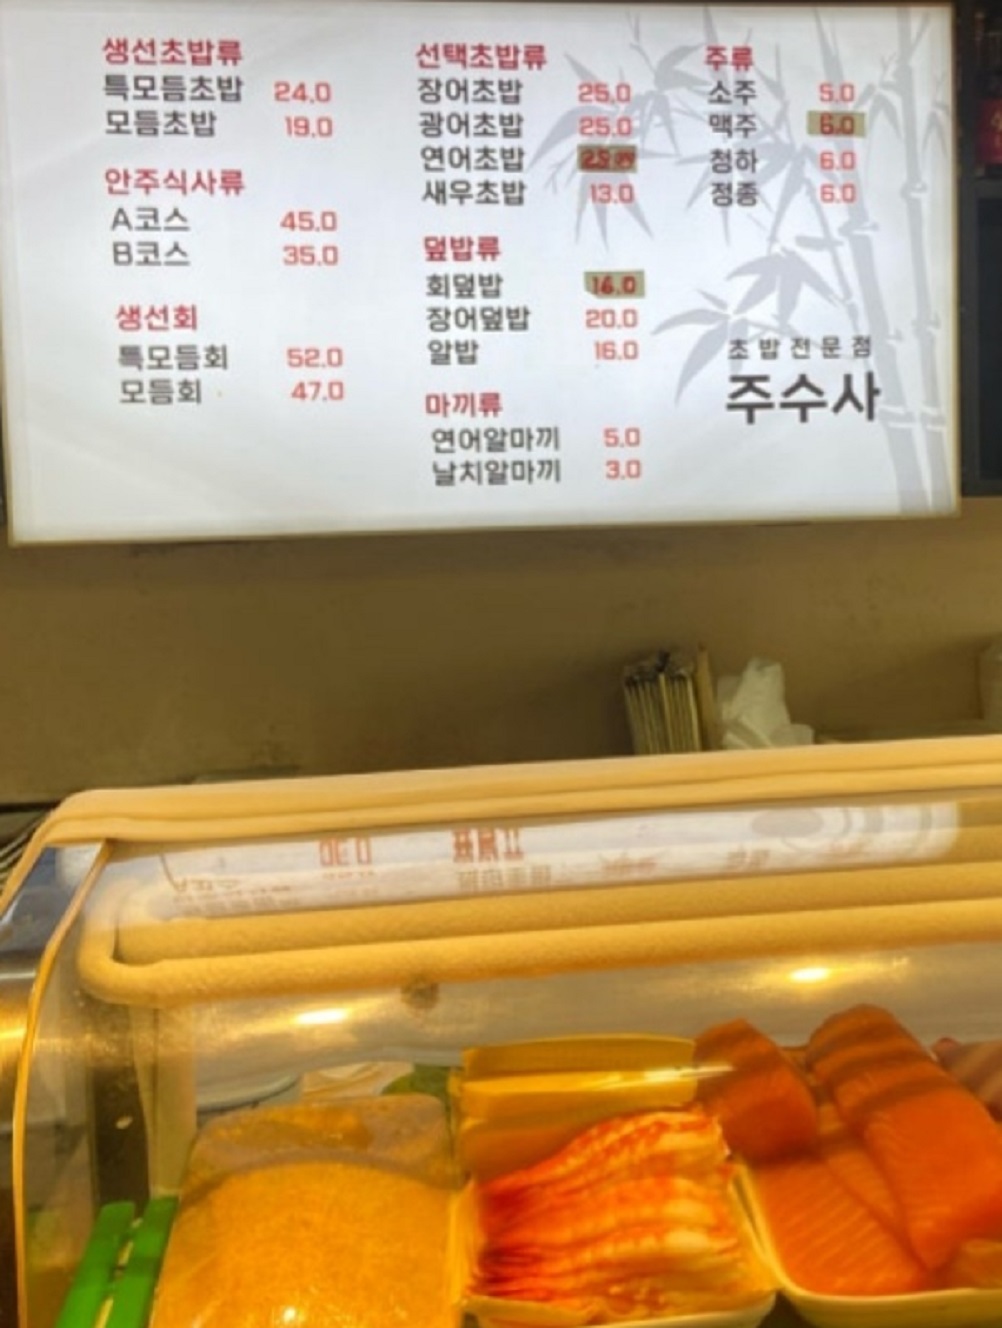 생선초밥류
특모듬초밥 24.0
모듬초밥 19.0
안주식사류
A코스 45.0
B코스 35.0
생선회
특모듬회 52.0
모듬회 47.0
선택초밥류
장어초밥 25.0
광어초밥 25.0
연어초밥
새우초밥 13.0
덮밥류
회덮밥 16.0
장어덮밥 20.0
알밥 16.0
마끼류
연어알마끼 5.0
날치알마끼 3.0
주류
소주 5.0
맥주 6.0
청하 6.0
정종 6.0
초밥전문점
주수사